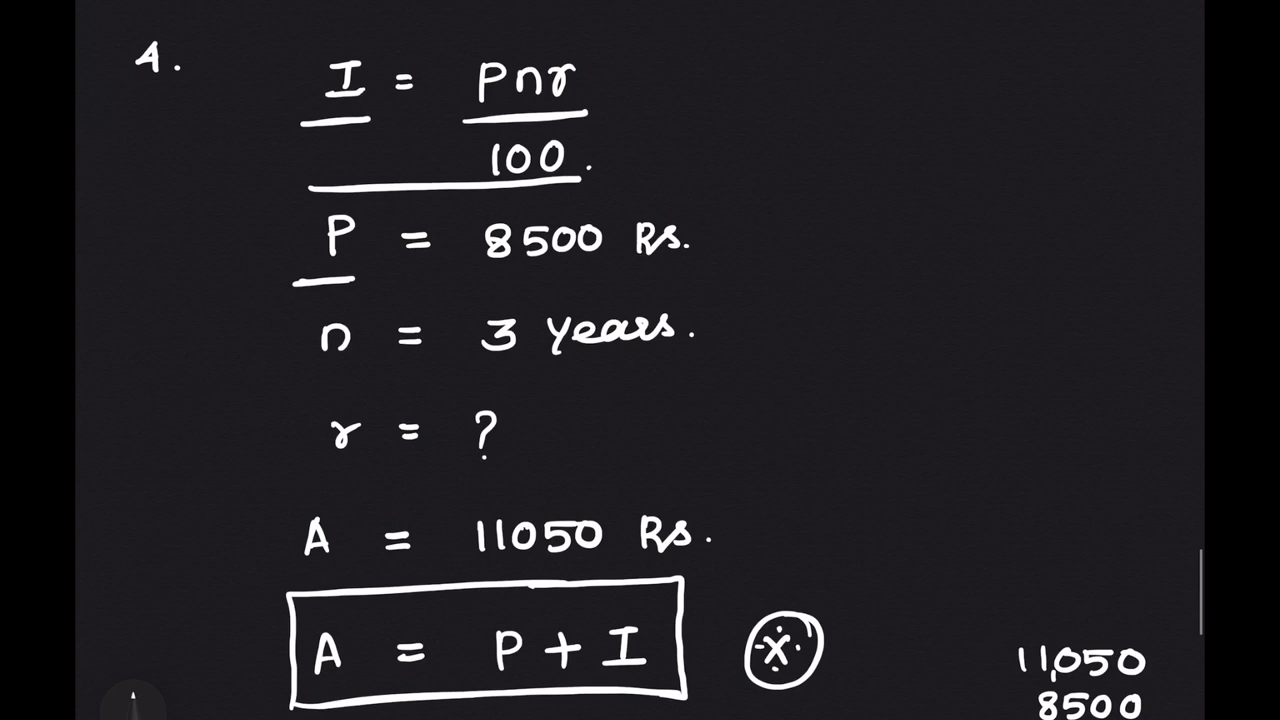 4.
I = Pnr
100.
P = 8500 Rs.
n = 3 years.
r = ?
A = 11050 Rs.
A = P + I
11,050
8500